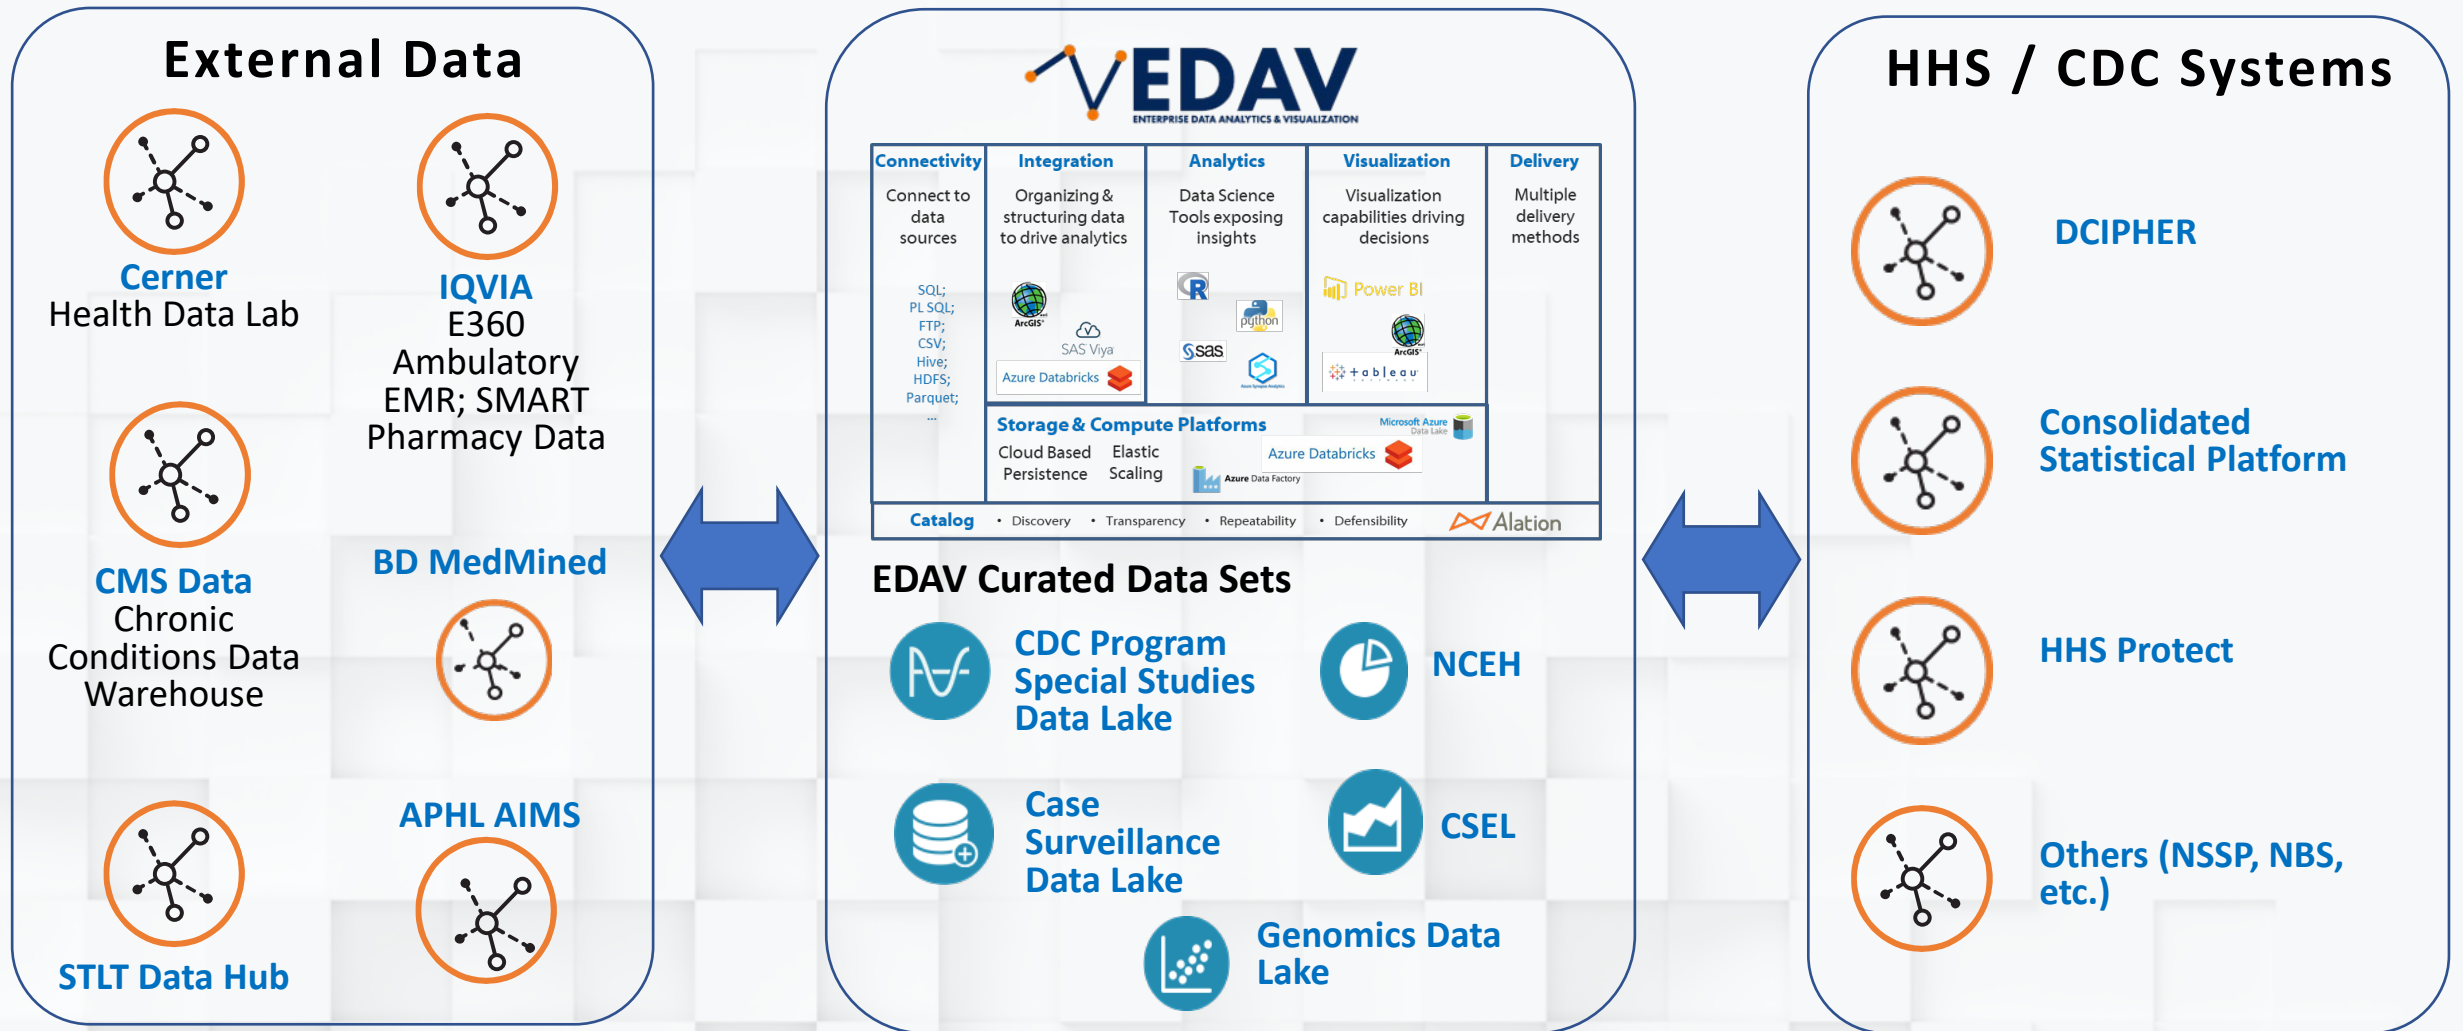 External Data
Cerner
Health Data Lab
IQVIA
E360
Ambulatory
EMR; SMART
Pharmacy Data
CMS Data
Chronic
Conditions Data
Warehouse
BD MedMined
STLT Data Hub
APHL AIMS
EDAV
ENTERPRISE DATA ANALYTICS & VISUALIZATION
Connectivity
Connect to
data
sources
SQL;
PL SQL;
FTP;
CSV;
Hive;
HDFS;
Parquet;
...
Integration
Organizing &
structuring data
to drive analytics
ArcGIS
SAS Viya
Azure Databricks
Analytics
Data Science
Tools exposing
insights
R
python
sas
Azure Synapse Analytics
Visualization
Visualization
capabilities driving
decisions
Power BI
ArcGIS
+ableau
SOFTWARE
Delivery
Multiple
delivery
methods
Storage & Compute Platforms
Cloud Based
Persistence
Elastic
Scaling
Azure Data Factory
Azure Databricks
Microsoft Azure
Data Lake
Catalog • Discovery • Transparency • Repeatability • Defensibility Alation
EDAV Curated Data Sets
CDC Program
Special Studies
Data Lake
NCEH
Case
Surveillance
Data Lake
CSEL
Genomics Data
Lake
HHS / CDC Systems
DCIPHER
Consolidated
Statistical Platform
HHS Protect
Others (NSSP, NBS,
etc.)